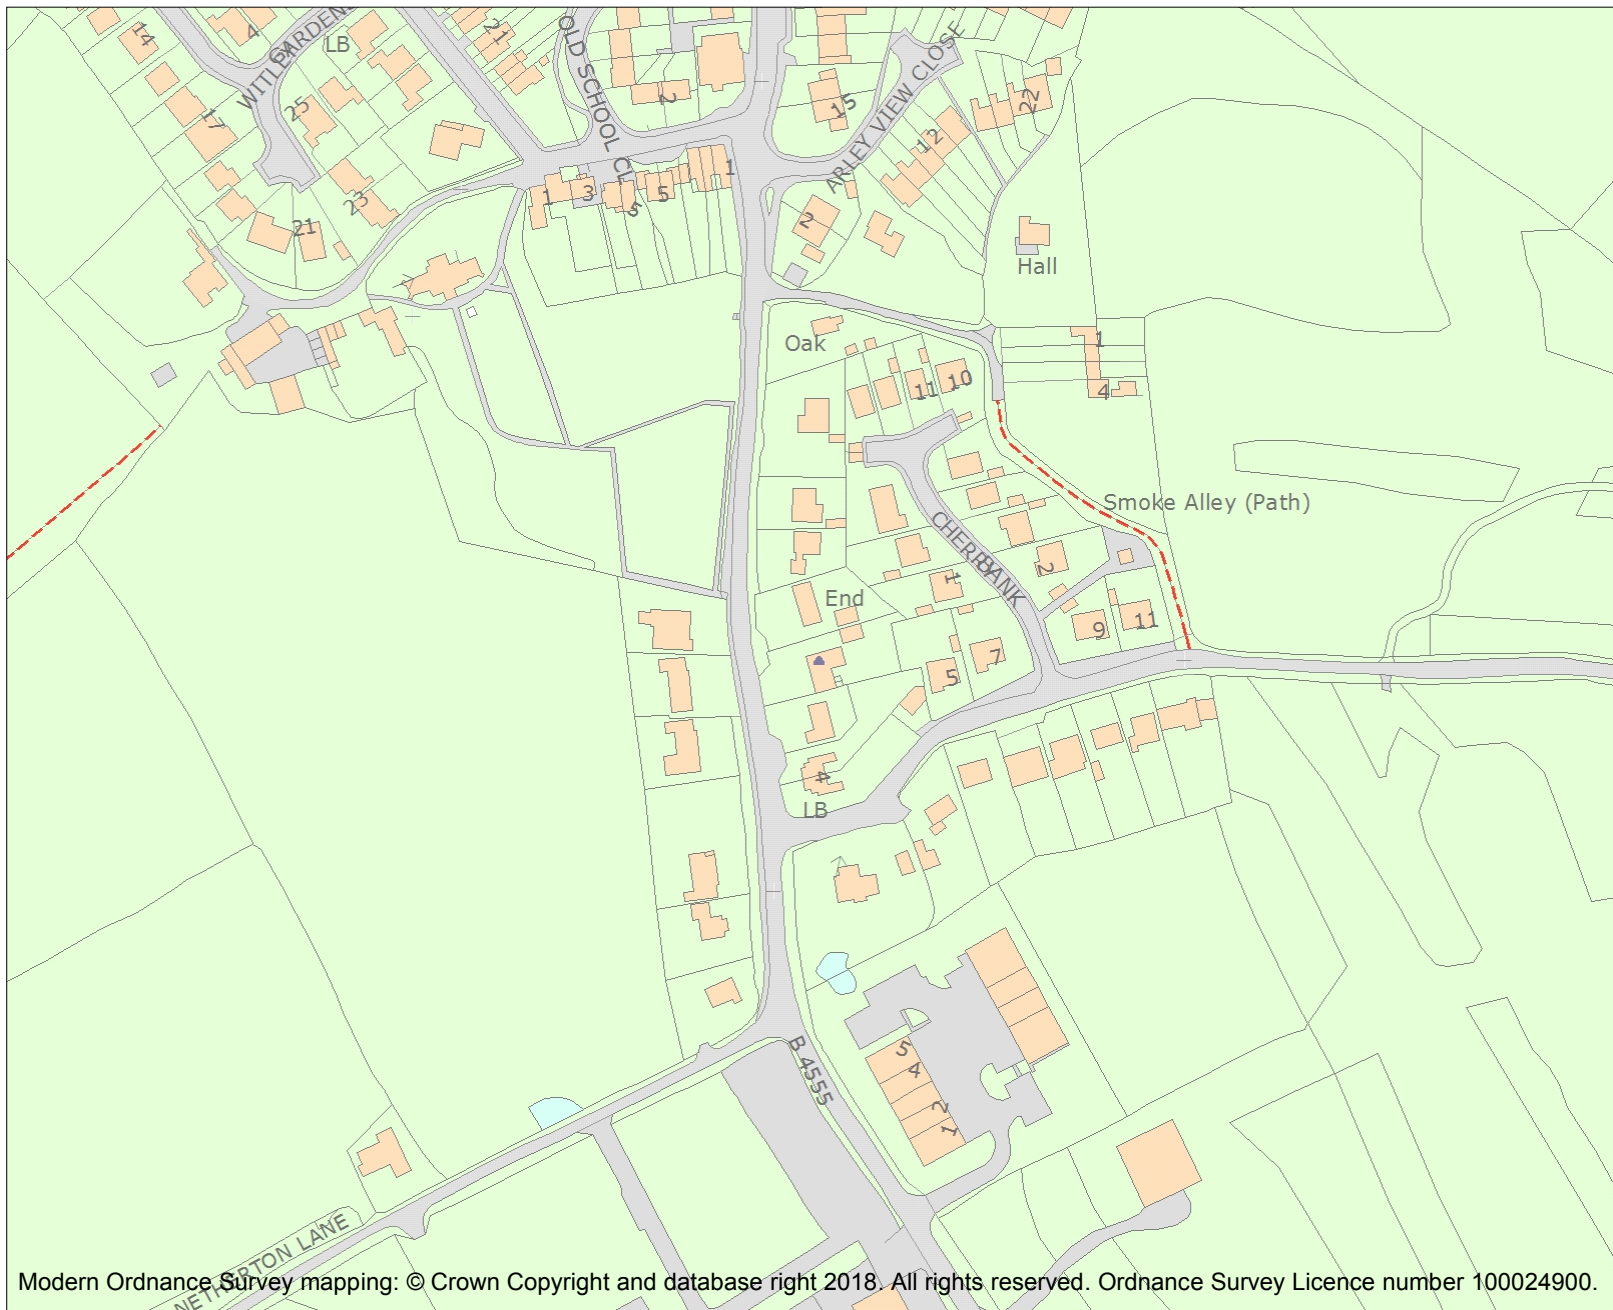 14
4
WITLEY GARDENS
LB
21
OLD SCHOOL CL
2
15
ARLEY VIEW CLOSE
22
17
25
12
1
23
1
3
5
5
2
21
Hall
Oak
1
11
10
4
Smoke Alley (Path)
CHERRY BANK
2
1
End
9
11
7
5
4
LB
B 4555
5
4
2
1
NETHERTON LANE
Modern Ordnance Survey mapping: © Crown Copyright and database right 2018. All rights reserved. Ordnance Survey Licence number 100024900.